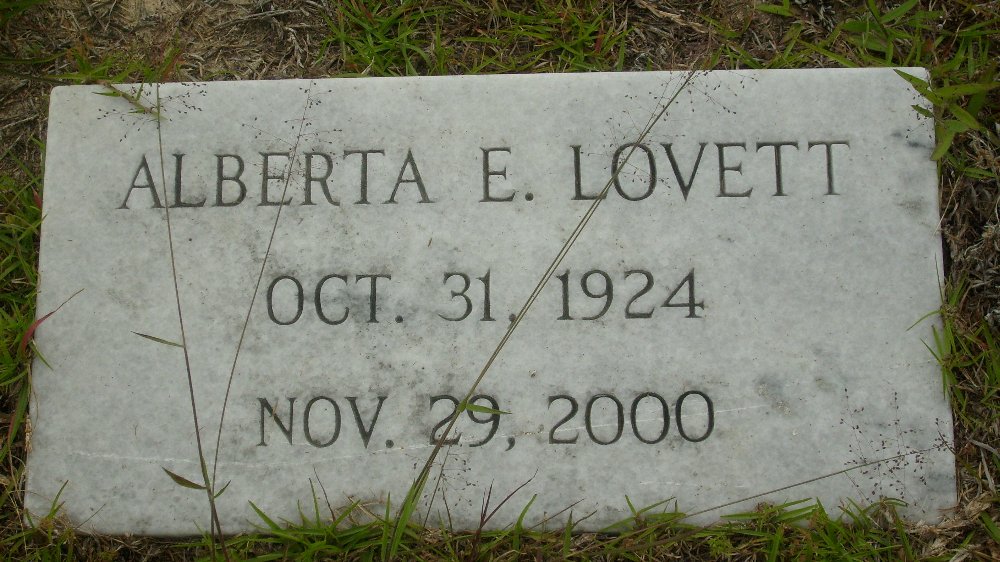 ALBERTA E. LOVETT
OCT. 31, 1924
NOV. 29, 2000